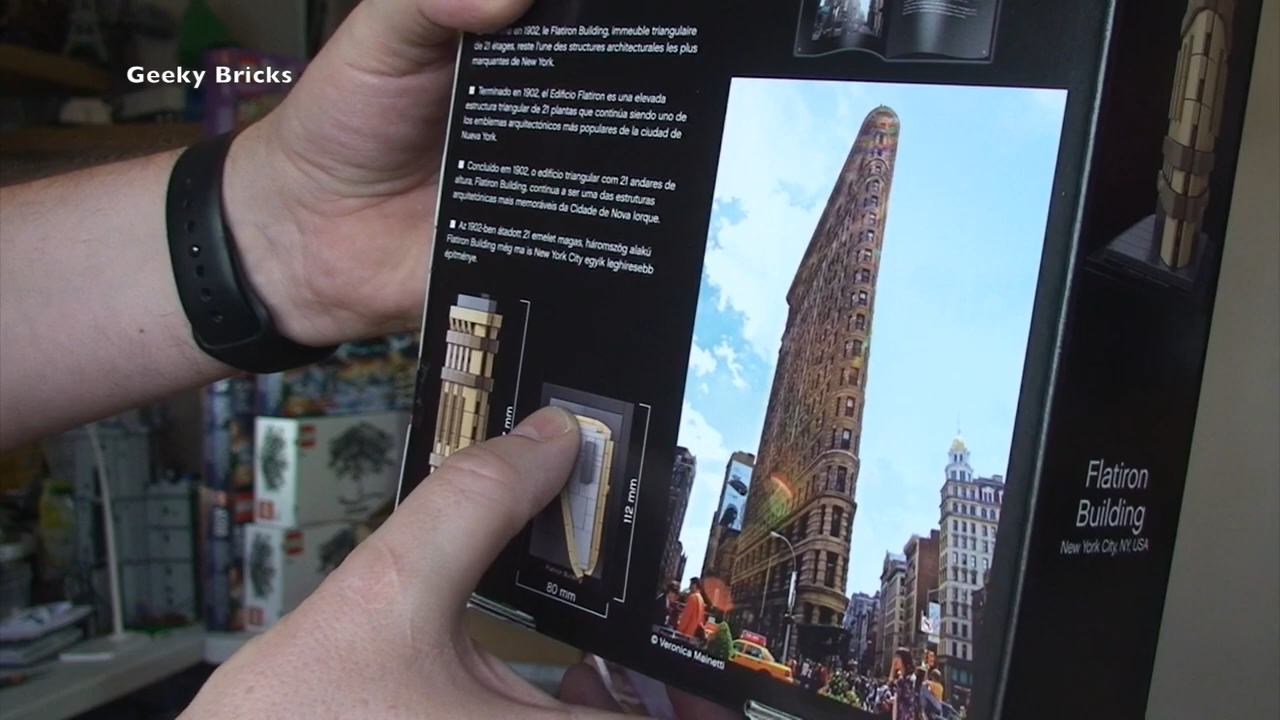 Geeky Bricks
en 1902, le Flatiron Building, immeuble triangulaire
de 21 étages, reste l'une des structures architecturales les plus
marquantes de New York.
■ Terminado en 1902, el Edificio Flatiron es una elevada
estructura triangular de 21 plantas que continúa siendo uno de
los emblemas arquitectónicos más populares de la ciudad de
Nueva York.
■ Concluído em 1902, o edifício triangular com 21 andares de
altura, Flatiron Building, continua a ser uma das estruturas
arquitetónicas mais memoráveis da Cidade de Nova Iorque.
■ Az 1902-ben átadott 21 emelet magas, háromszög alakú
Flatiron Building még ma is New York City egyik leghíresebb
építménye.
mm
112 mm
80 mm
© Veronica Mainetti
Flatiron
Building
New York City, NY, USA